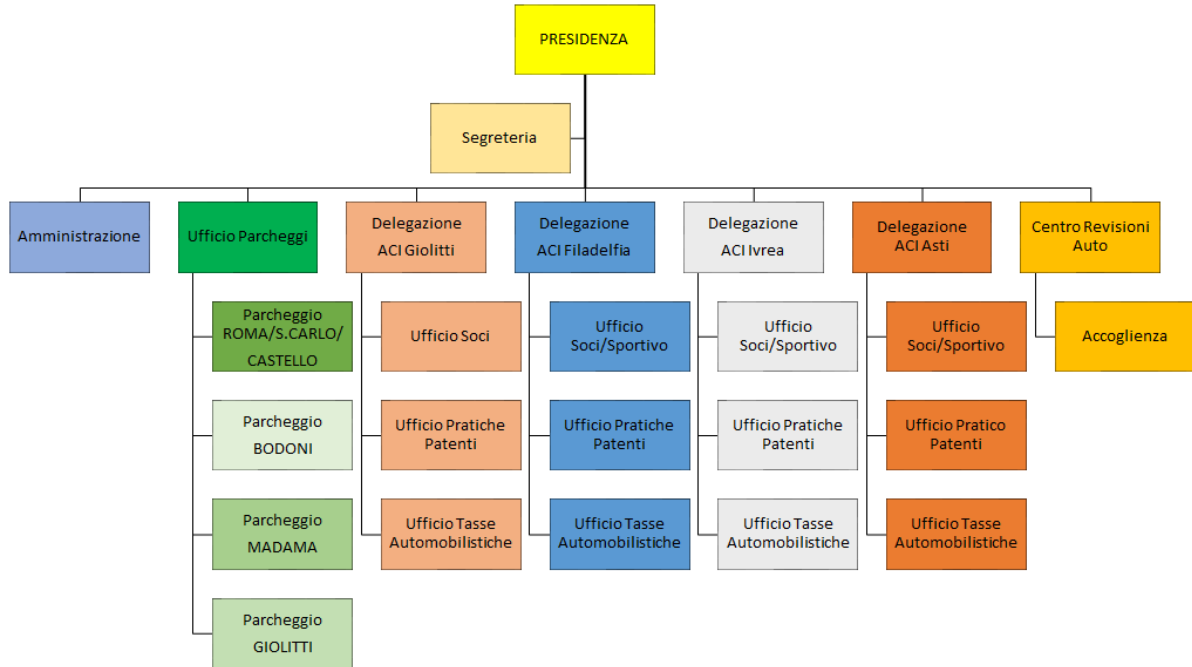 PRESIDENZA
Segreteria
Amministrazione
Ufficio Parcheggi
Delegazione
ACI Giolitti
Delegazione
ACI Filadelfia
Delegazione
ACI Ivrea
Delegazione
ACI Asti
Centro Revisioni
Auto
Parcheggio
ROMA/S.CARLO/
CASTELLO
Ufficio Soci
Ufficio
Soci/Sportivo
Ufficio
Soci/Sportivo
Ufficio
Soci/Sportivo
Accoglienza
Parcheggio
BODONI
Ufficio Pratiche
Patenti
Ufficio Pratiche
Patenti
Ufficio Pratiche
Patenti
Ufficio Pratico
Patenti
Parcheggio
MADAMA
Ufficio Tasse
Automobilistiche
Ufficio Tasse
Automobilistiche
Ufficio Tasse
Automobilistiche
Ufficio Tasse
Automobilistiche
Parcheggio
GIOLITTI